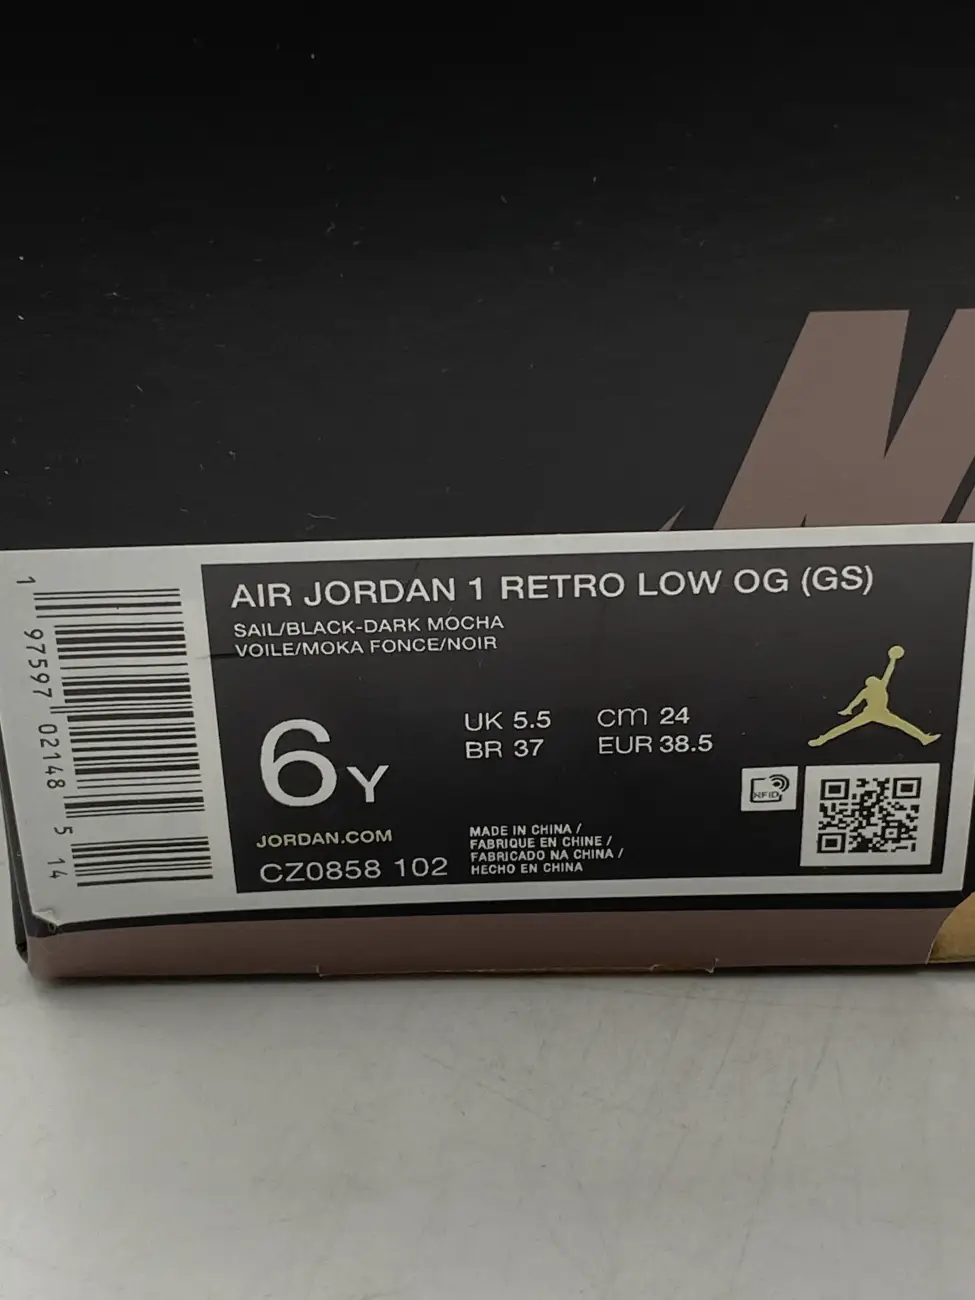 AIR JORDAN 1 RETRO LOW OG (GS)
SAIL/BLACK-DARK MOCHA
VOILE/MOKA FONCE/NOIR
6Y
UK 5.5
BR 37
cm 24
EUR 38.5
NFID
JORDAN.COM
CZ0858 102
MADE IN CHINA /
FABRIQUE EN CHINE /
FABRICADO NA CHINA /
HECHO EN CHINA
1 97597 02148 5 14